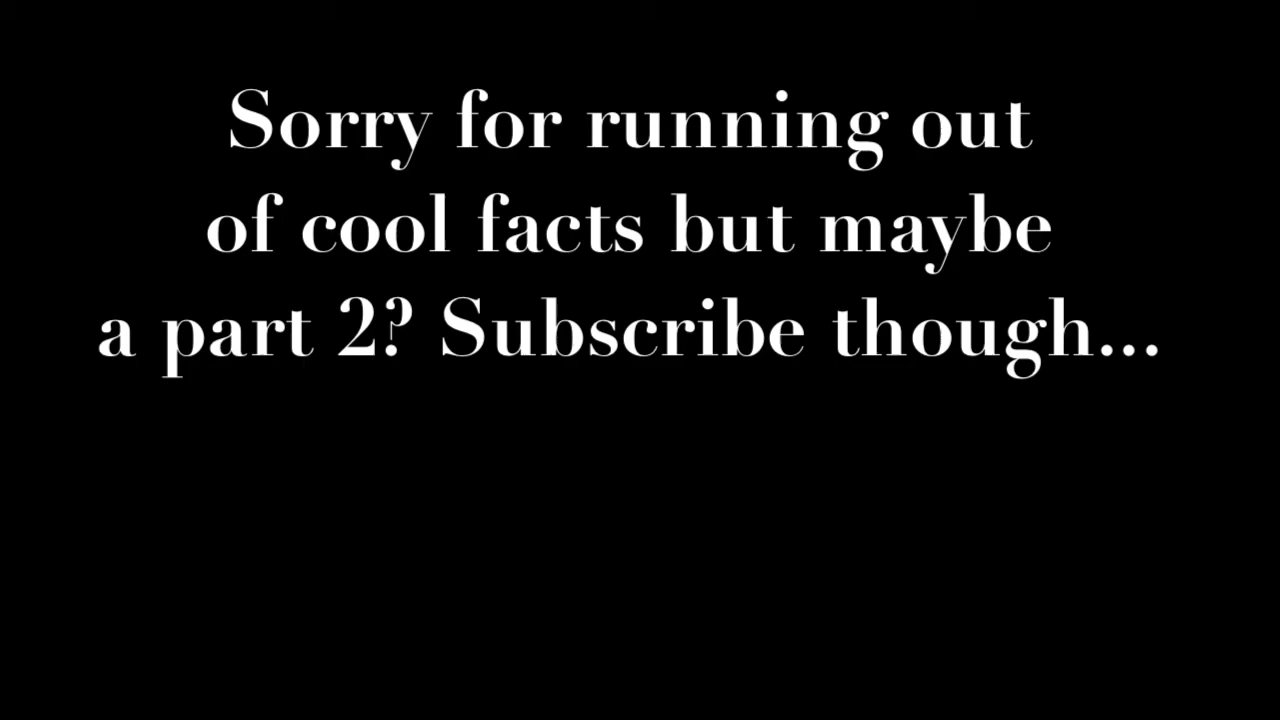 Sorry for running out
of cool facts but maybe
a part 2? Subscribe though...